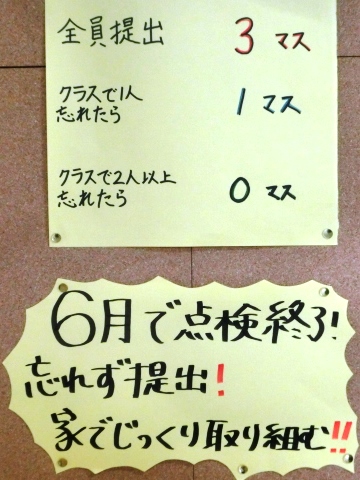 全員提出 3マス
クラスで1人
忘れたら 1マス
クラスで2人以上
忘れたら 0マス
6月で点検終了!
忘れず提出!
家でじっくり取り組む!!